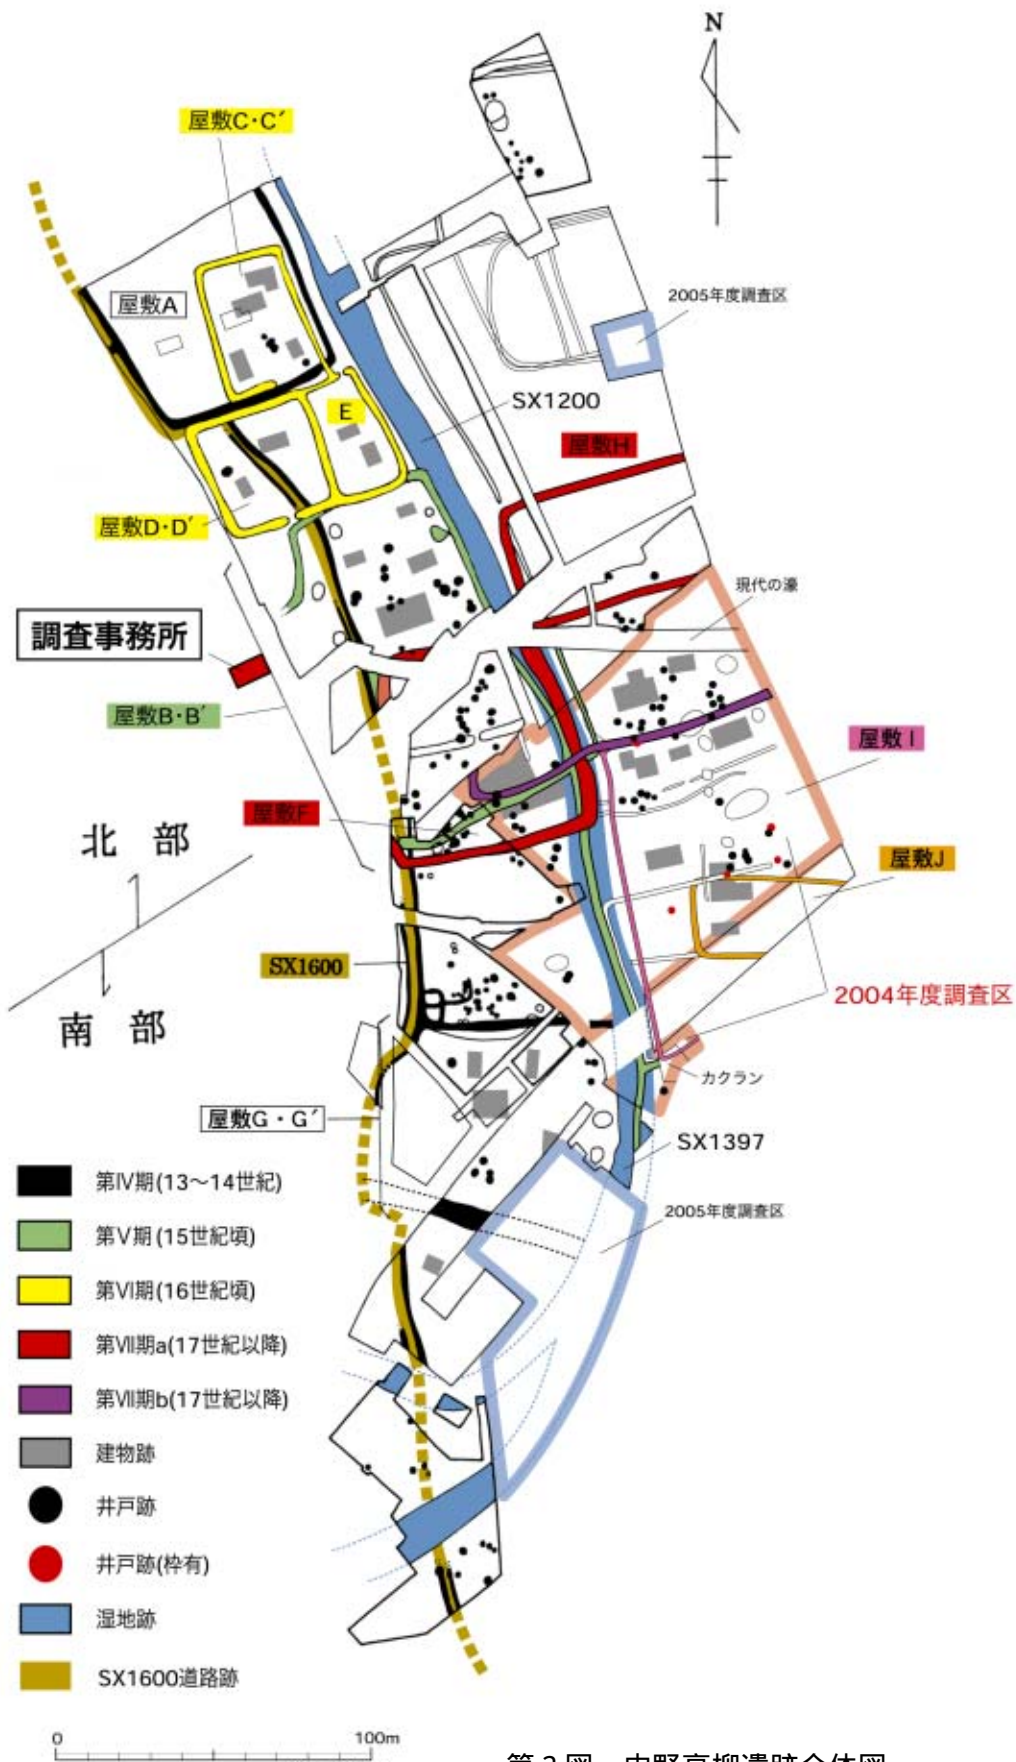 N
屋敷C・C´
屋敷A
2005年度調査区
SX1200
E
屋敷H
屋敷D・D´
現代の濠
調査事務所
屋敷B・B´
屋敷I
屋敷F
北部
屋敷J
SX1600
2004年度調査区
南部
カクラン
屋敷G・G´
SX1397
第Ⅳ期(13〜14世紀)
2005年度調査区
第Ⅴ期(15世紀頃)
第Ⅵ期(16世紀頃)
第Ⅶ期a(17世紀以降)
第Ⅶ期b(17世紀以降)
建物跡
井戸跡
井戸跡(枠有)
湿地跡
SX1600道路跡
0 100m